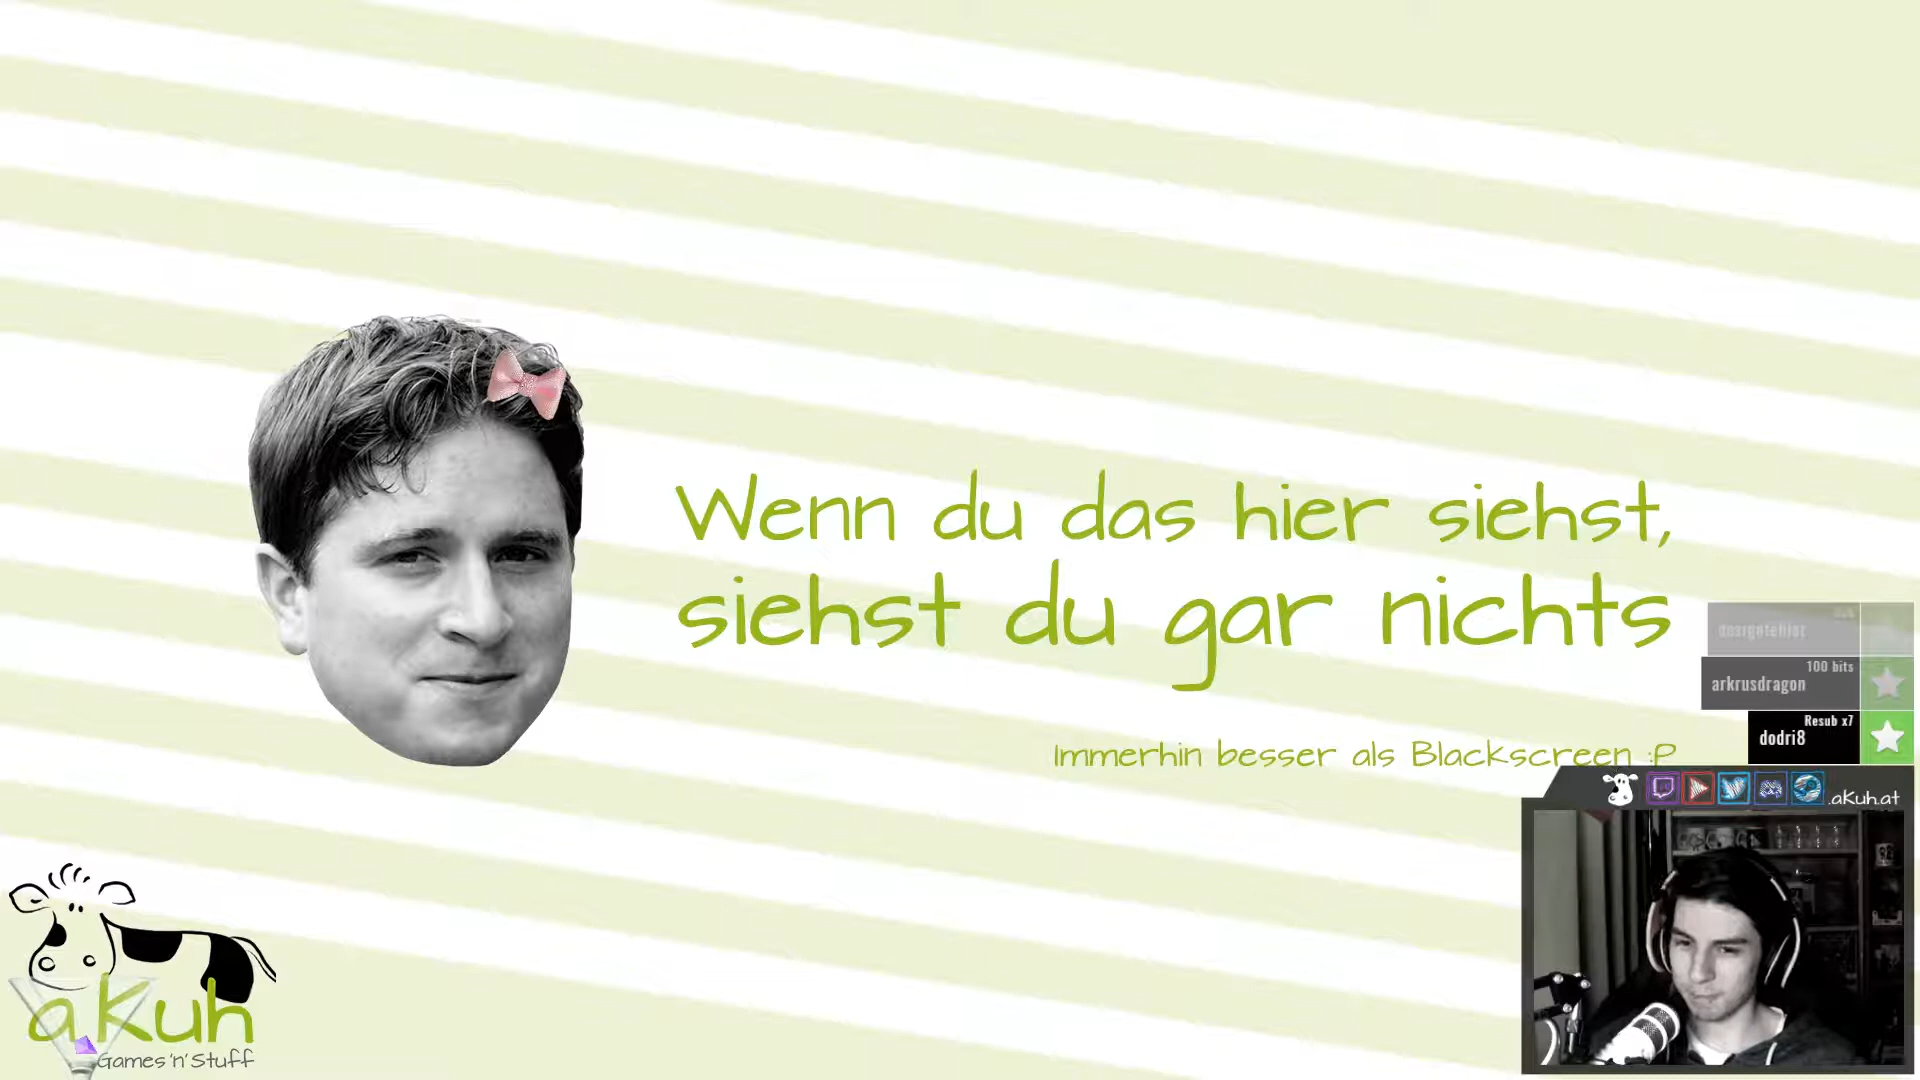 Wenn du das hier siehst,
siehst du gar nichts
100 bits
arkrusdragon
Resub x7
dodri8
Immerhin besser als Blackscreen :P
.aKuh.at
aKuh
Games 'n' Stuff